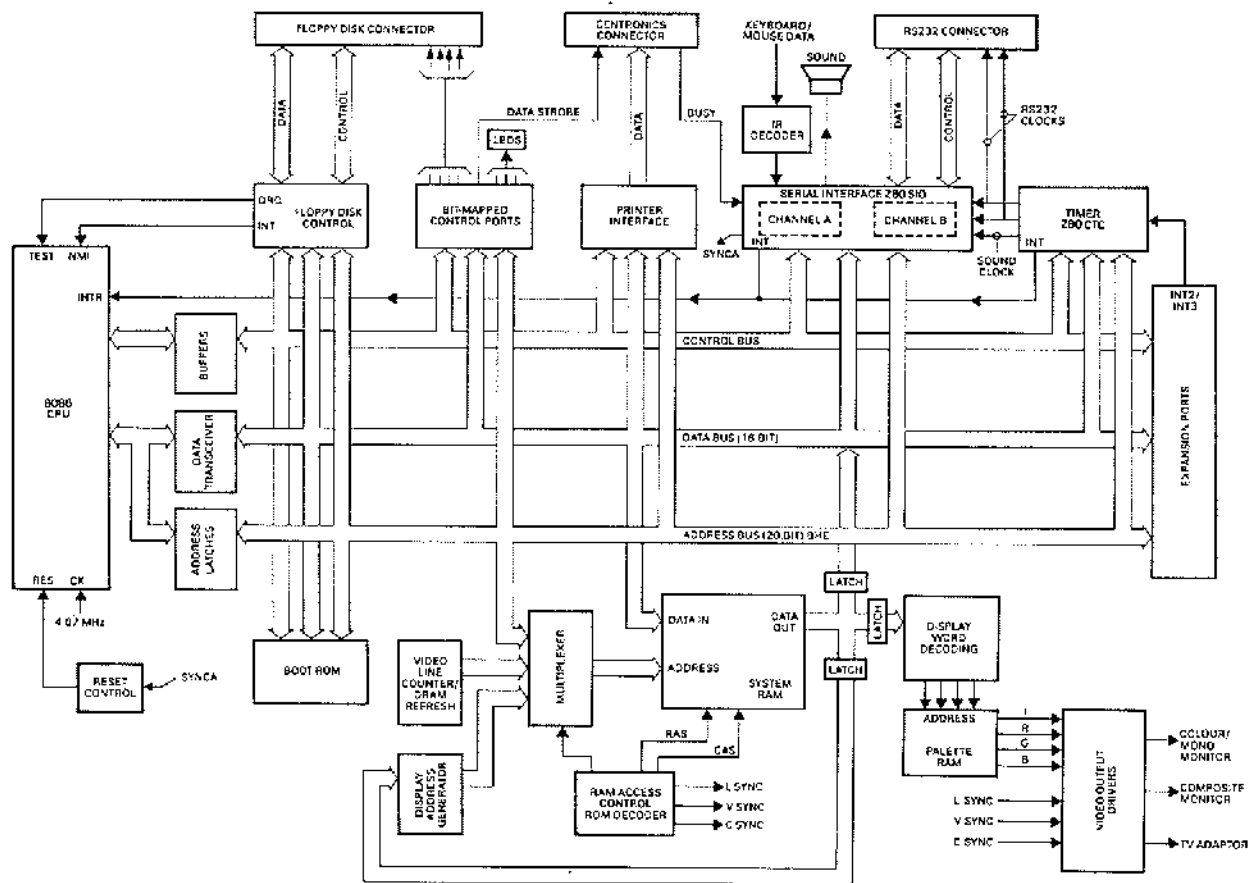 FLOPPY DISK CONNECTOR
CENTRONICS
CONNECTOR
KEYBOARD/
MOUSE DATA
SOUND
RS232 CONNECTOR
DATA
CONTROL
DATA STROBE
LEDS
DATA
BUSY
IR
DECODER
DATA
CONTROL
RS232
CLOCKS
DRQ
FLOPPY DISK
CONTROL
INT
BIT-MAPPED
CONTROL PORTS
PRINTER
INTERFACE
SERIAL INTERFACE Z80 SIO
CHANNEL A
CHANNEL B
INT
SYNCA
TIMER
Z80 CTC
INT
SOUND
CLOCK
TEST
NMI
INTR
8086
CPU
RES
CK
BUFFERS
DATA
TRANSCEIVER
ADDRESS
LATCHES
CONTROL BUS
DATA BUS (16 BIT)
ADDRESS BUS (20 BIT) BHE
INT2/
INT3
EXPANSION PORTS
4.67 MHz
RESET
CONTROL
SYNCA
BOOT ROM
VIDEO
LINE
COUNTER/
DRAM
REFRESH
MULTIPLEXER
DATA IN
DATA
OUT
ADDRESS
SYSTEM
RAM
LATCH
LATCH
LATCH
DISPLAY
WORD
DECODING
DISPLAY
ADDRESS
GENERATOR
RAS
CAS
RAM ACCESS
CONTROL
ROM DECODER
L SYNC
V SYNC
C SYNC
ADDRESS
PALETTE
RAM
I
R
G
B
L SYNC
V SYNC
C SYNC
VIDEO OUTPUT
DRIVERS
COLOUR/
MONO
MONITOR
COMPOSITE
MONITOR
TV ADAPTOR